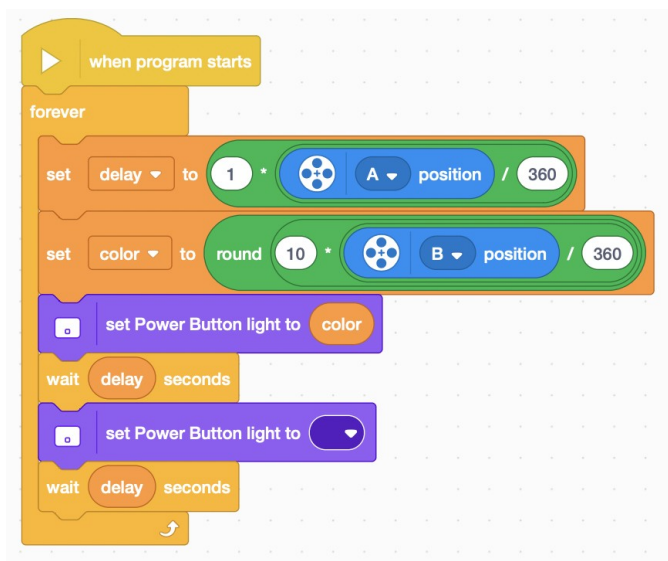 when program starts
forever
set delay to 1 * A position / 360
set color to round 10 * B position / 360
set Power Button light to color
wait delay seconds
set Power Button light to
wait delay seconds